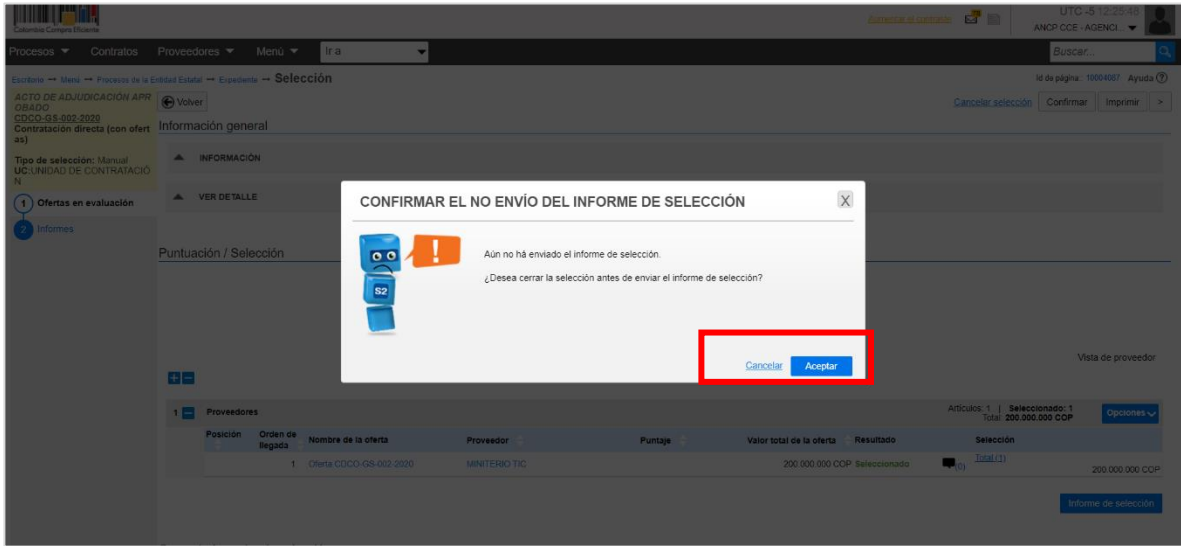 Colombia Compra Eficiente
Aumentar el contraste
UTC -5 12:25:48
ANCP CCE - AGENCI...
Procesos Contratos Proveedores Menú Ir a
Buscar...
Escritorio → Menú → Procesos de la Entidad Estatal → Expediente → Selección
Id de página: 10004087 Ayuda
ACTO DE ADJUDICACIÓN APR
OBADO
CDCO-GS-002-2020
Contratación directa (con ofert
as)
Tipo de selección: Manual
UC:UNIDAD DE CONTRATACIÓ
N
1 Ofertas en evaluación
2 Informes
Volver
Cancelar selección Confirmar Imprimir >
Información general
INFORMACIÓN
VER DETALLE
Puntuación / Selección
CONFIRMAR EL NO ENVÍO DEL INFORME DE SELECCIÓN X
!
S2
Aún no há enviado el informe de selección.
¿Desea cerrar la selección antes de enviar el informe de selección?
Cancelar Aceptar
Vista de proveedor
1 Proveedores
Artículos: 1 | Seleccionado: 1
Total: 200.000.000 COP
Opciones
Posición Orden de llegada Nombre de la oferta Proveedor Puntaje Valor total de la oferta Resultado Selección
1 Oferta CDCO-GS-002-2020 MINITERIO TIC 200.000.000 COP Seleccionado (0) Total (1)
200.000.000 COP
Informe de selección